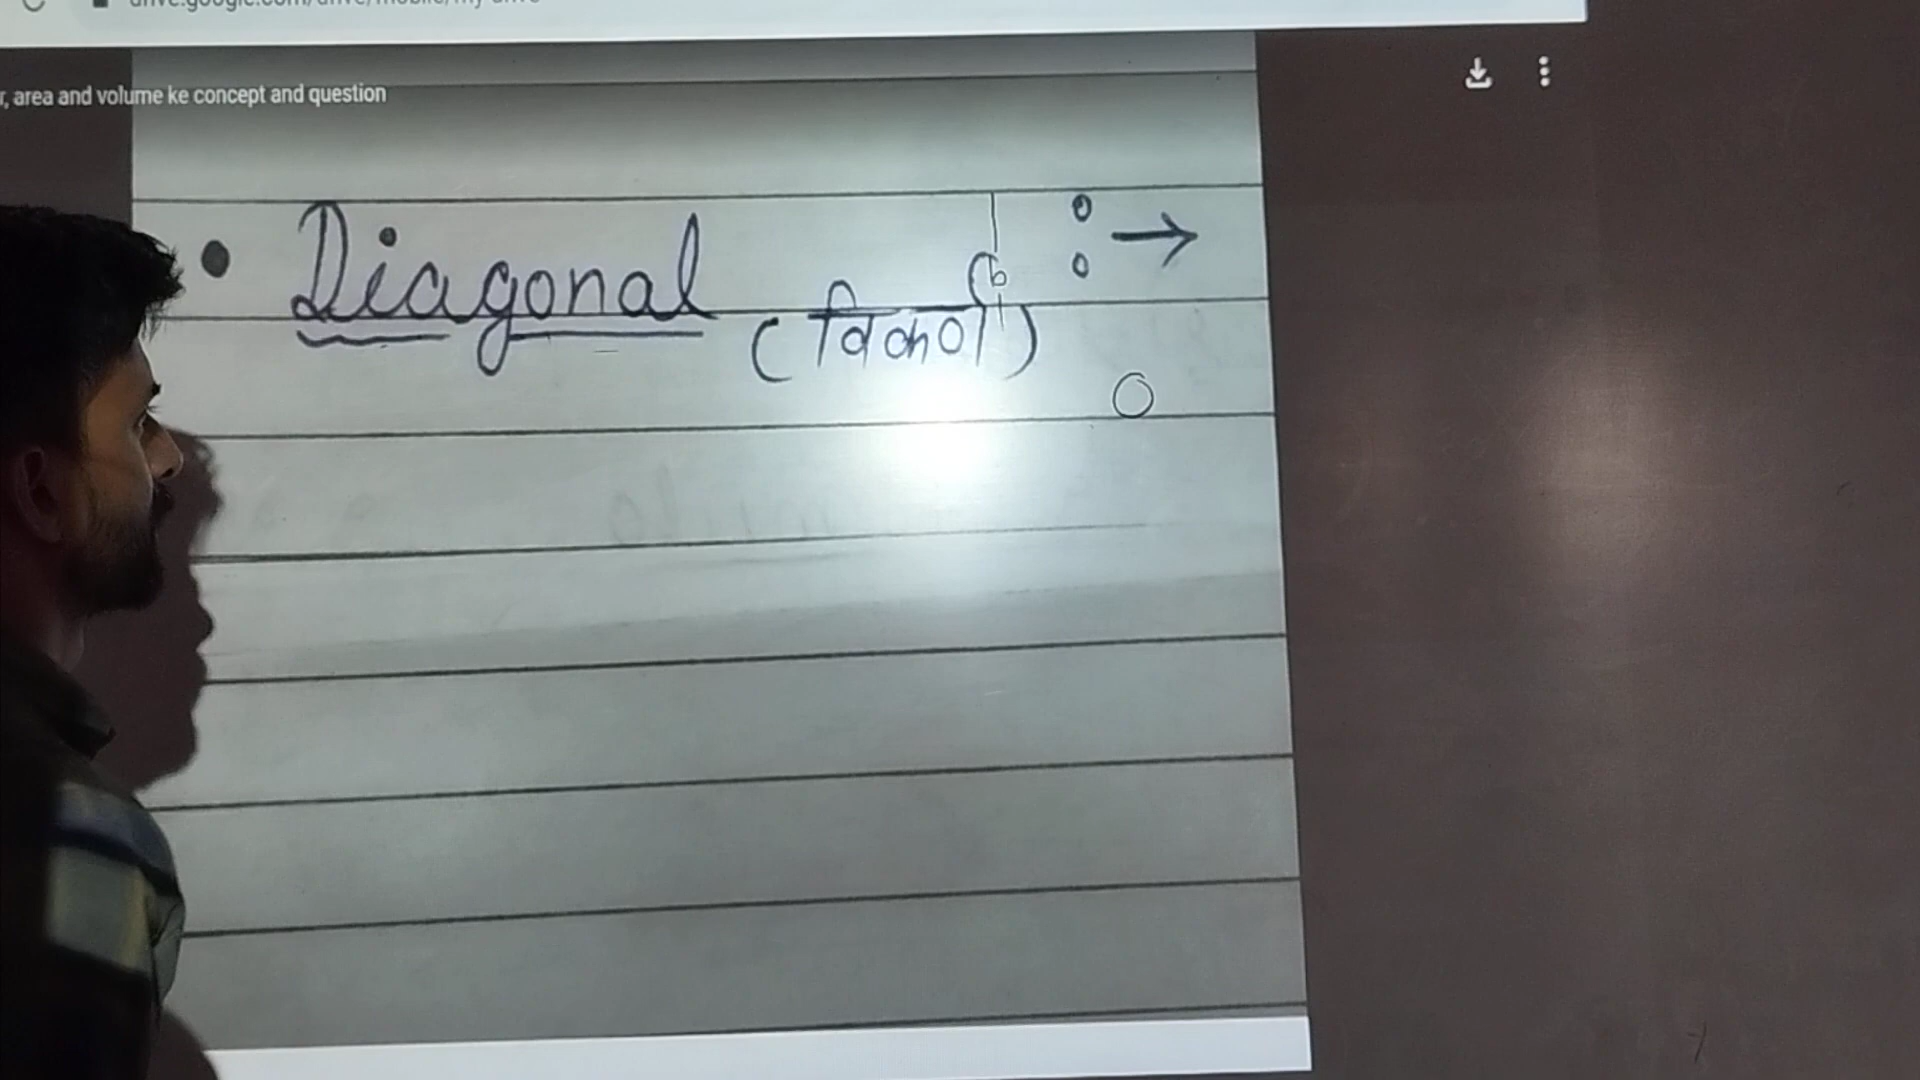 r, area and volume ke concept and question
• Diagonal (विकर्ण) :→